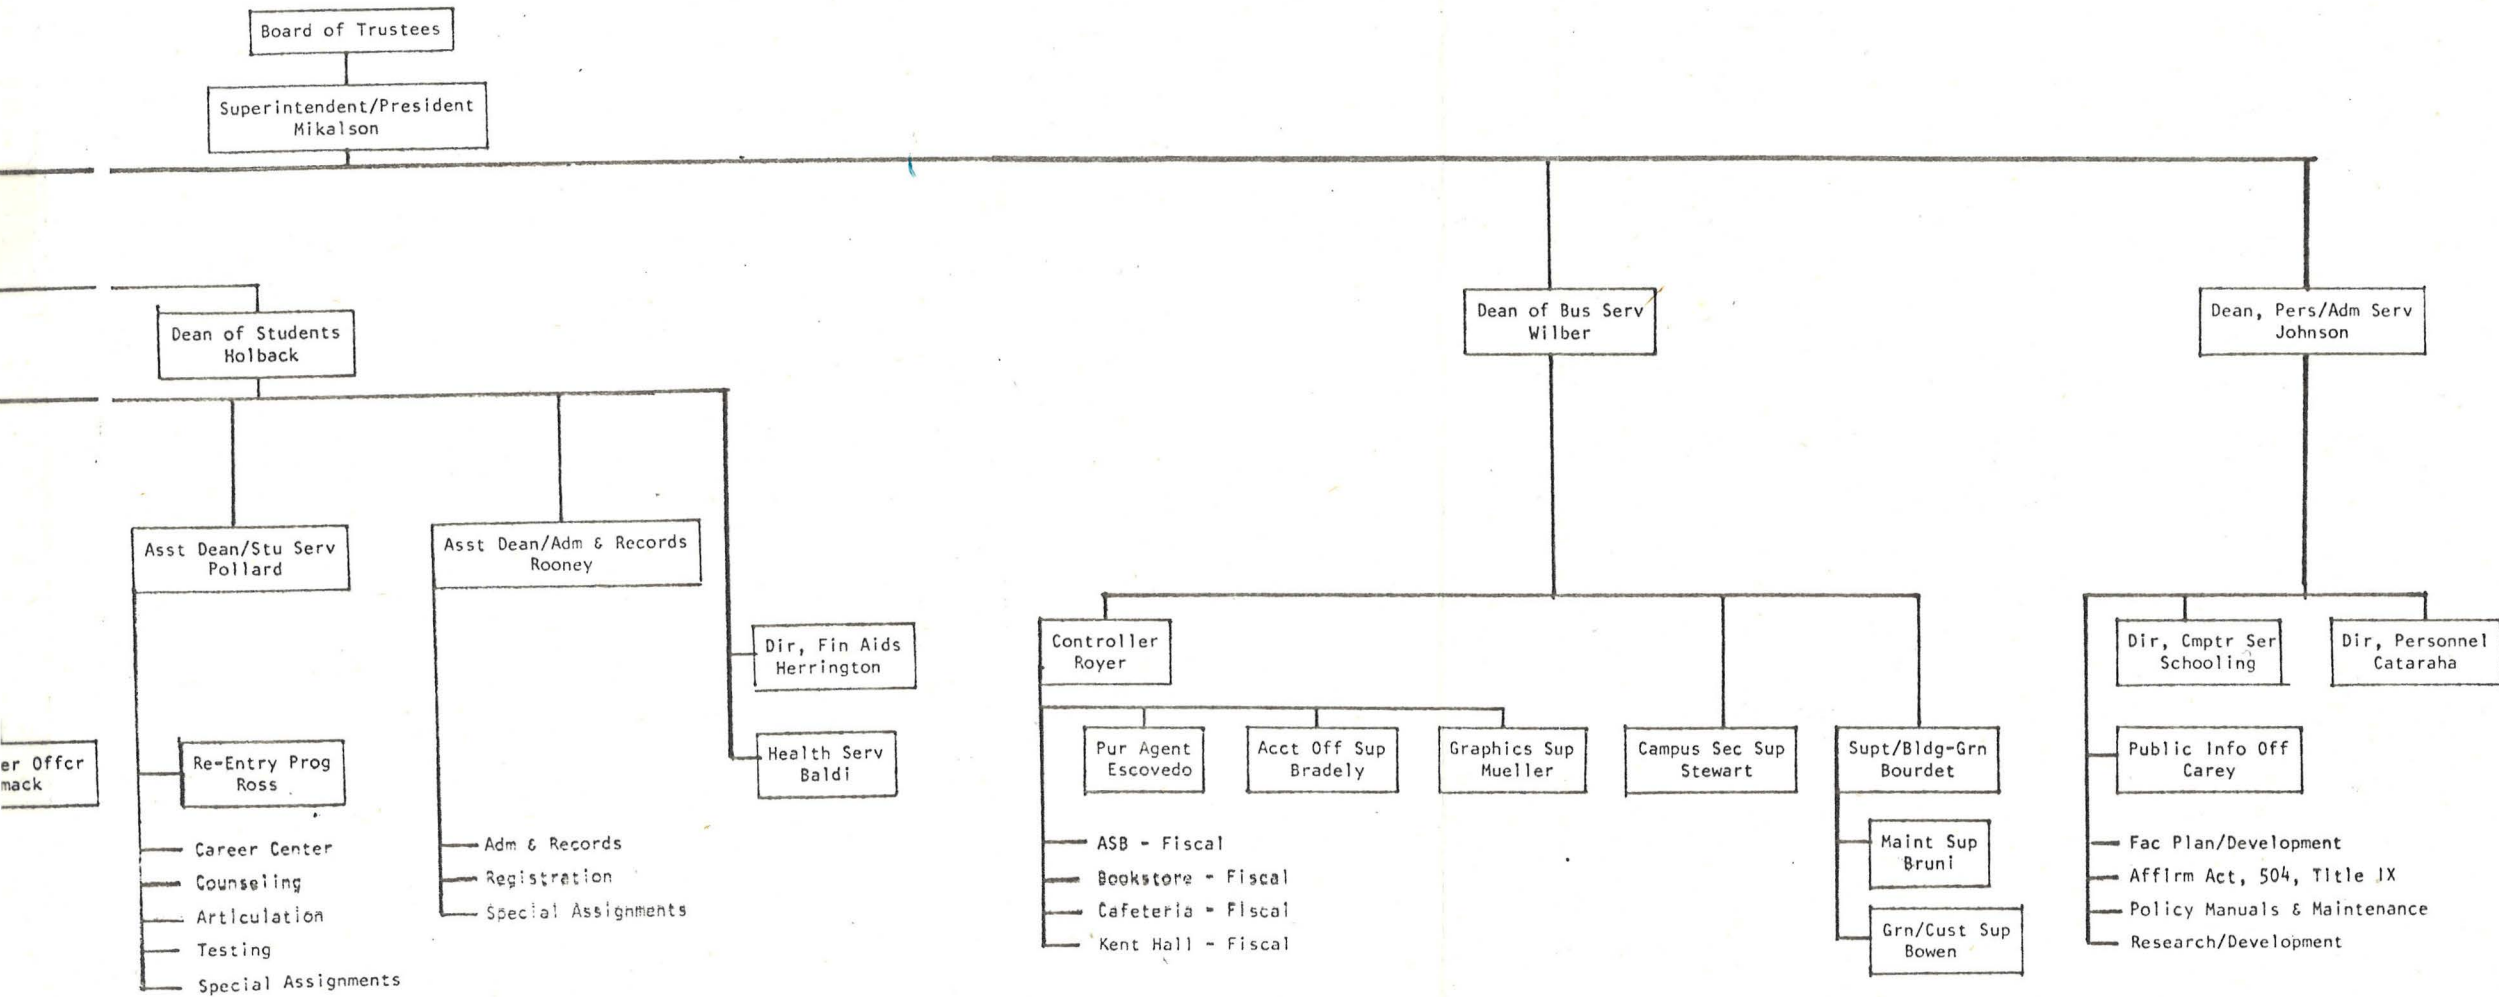 Board of Trustees
Superintendent/President
Mikalson
Dean of Students
Holback
Dean of Bus Serv
Wilber
Dean, Pers/Adm Serv
Johnson
Asst Dean/Stu Serv
Pollard
Asst Dean/Adm & Records
Rooney
Dir, Fin Aids
Herrington
Health Serv
Baldi
er Offcr
mack
Re-Entry Prog
Ross
Career Center
Counseling
Articulation
Testing
Special Assignments
Adm & Records
Registration
Special Assignments
Controller
Royer
Pur Agent
Escovedo
Acct Off Sup
Bradely
Graphics Sup
Mueller
Campus Sec Sup
Stewart
Supt/Bldg-Grn
Bourdet
Maint Sup
Bruni
Grn/Cust Sup
Bowen
ASB - Fiscal
Bookstore - Fiscal
Cafeteria - Fiscal
Kent Hall - Fiscal
Dir, Cmptr Ser
Schooling
Dir, Personnel
Cataraha
Public Info Off
Carey
Fac Plan/Development
Affirm Act, 504, Title IX
Policy Manuals & Maintenance
Research/Development